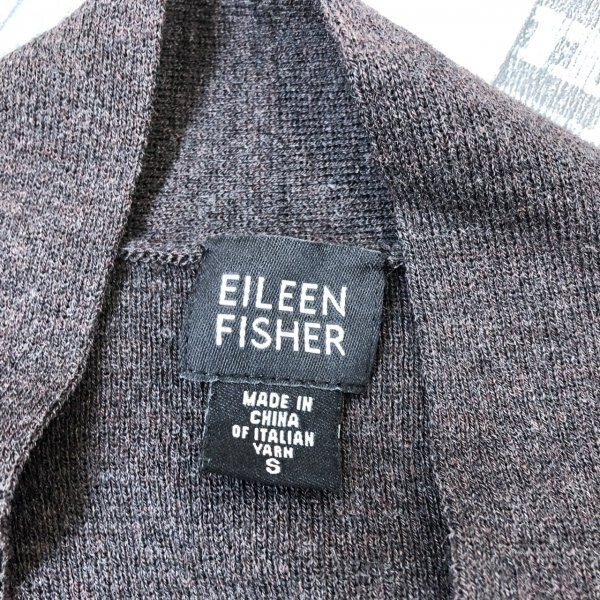 EILEEN
FISHER
MADE IN
CHINA
OF ITALIAN
YARN
S